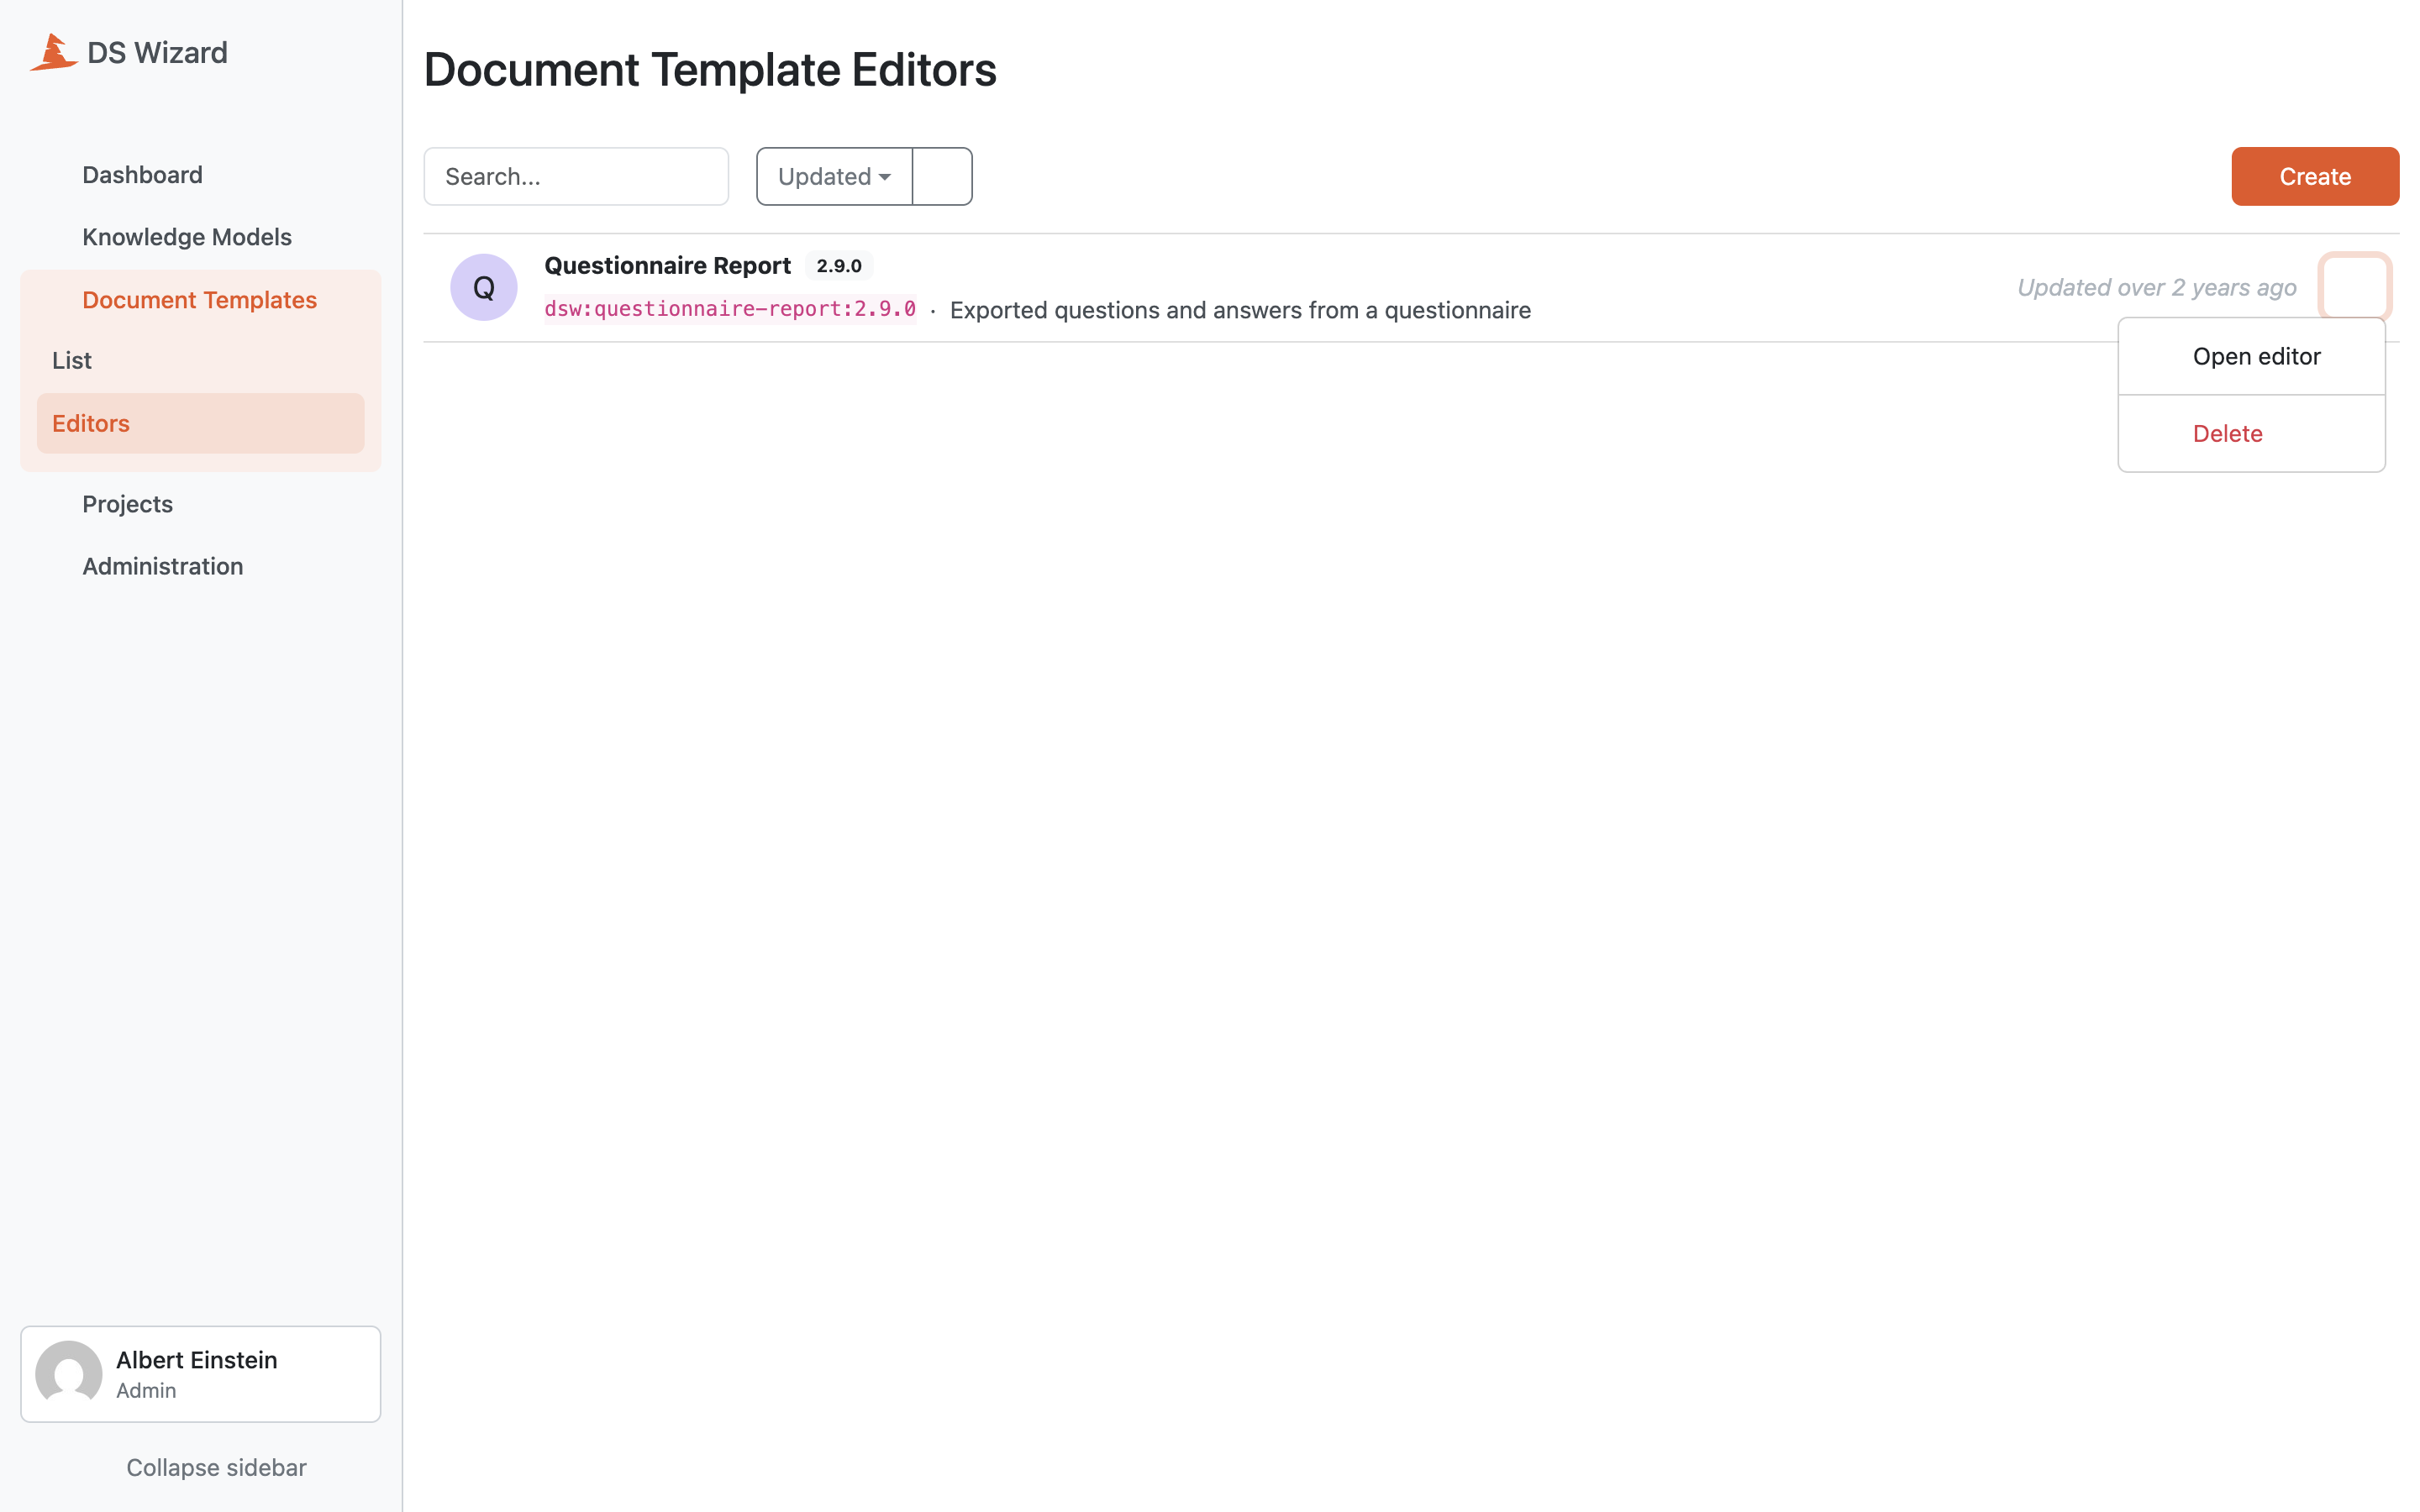 DS Wizard
Dashboard
Knowledge Models
Document Templates
List
Editors
Projects
Administration
Albert Einstein
Admin
Collapse sidebar
Document Template Editors
Search...
Updated
Create
Q
Questionnaire Report 2.9.0
dsw:questionnaire-report:2.9.0 · Exported questions and answers from a questionnaire
Updated over 2 years ago
Open editor
Delete